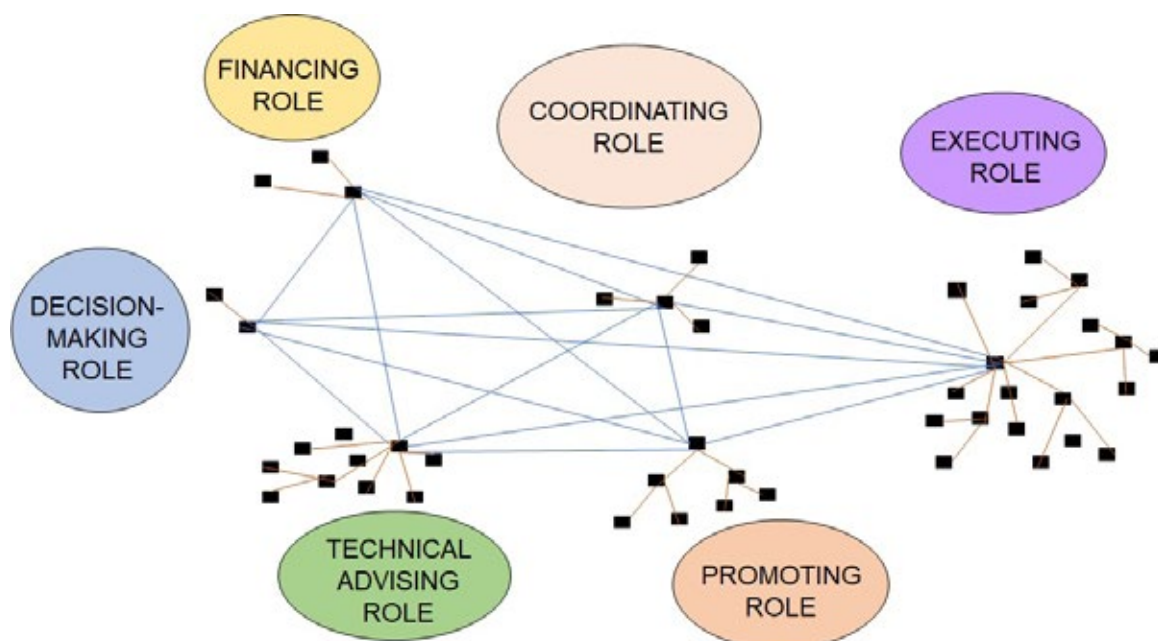 FINANCING
ROLE
COORDINATING
ROLE
EXECUTING
ROLE
DECISION-
MAKING
ROLE
TECHNICAL
ADVISING
ROLE
PROMOTING
ROLE